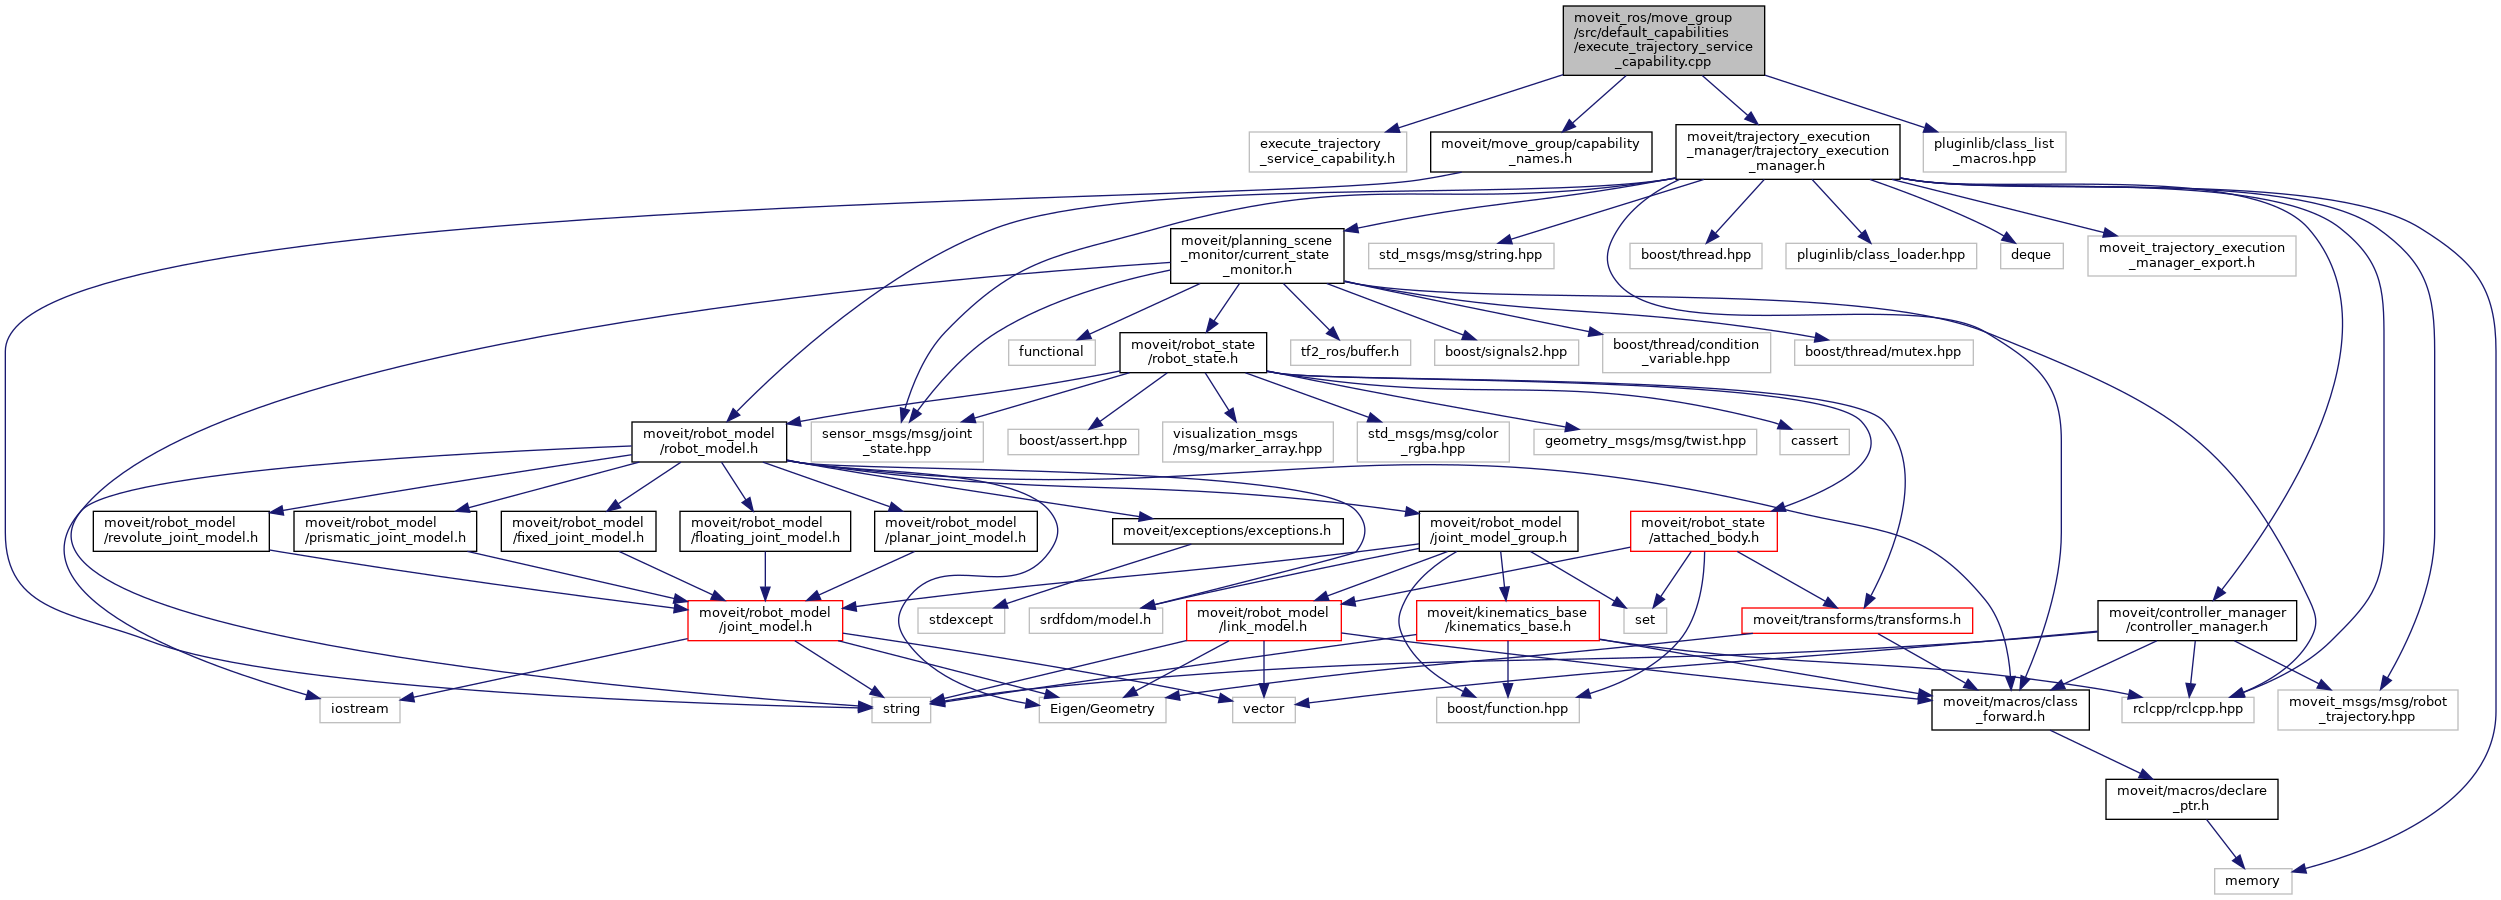 moveit_ros/move_group
/src/default_capabilities
/execute_trajectory_service
_capability.cpp
execute_trajectory
_service_capability.h
moveit/move_group/capability
_names.h
moveit/trajectory_execution
_manager/trajectory_execution
_manager.h
pluginlib/class_list
_macros.hpp
moveit/planning_scene
_monitor/current_state
_monitor.h
std_msgs/msg/string.hpp
boost/thread.hpp
pluginlib/class_loader.hpp
deque
moveit_trajectory_execution
_manager_export.h
functional
moveit/robot_state
/robot_state.h
tf2_ros/buffer.h
boost/signals2.hpp
boost/thread/condition
_variable.hpp
boost/thread/mutex.hpp
moveit/robot_model
/robot_model.h
sensor_msgs/msg/joint
_state.hpp
boost/assert.hpp
visualization_msgs
/msg/marker_array.hpp
std_msgs/msg/color
_rgba.hpp
geometry_msgs/msg/twist.hpp
cassert
moveit/robot_model
/revolute_joint_model.h
moveit/robot_model
/prismatic_joint_model.h
moveit/robot_model
/fixed_joint_model.h
moveit/robot_model
/floating_joint_model.h
moveit/robot_model
/planar_joint_model.h
moveit/exceptions/exceptions.h
moveit/robot_model
/joint_model_group.h
moveit/robot_state
/attached_body.h
moveit/robot_model
/joint_model.h
stdexcept
srdfdom/model.h
moveit/robot_model
/link_model.h
moveit/kinematics_base
/kinematics_base.h
set
moveit/transforms/transforms.h
moveit/controller_manager
/controller_manager.h
iostream
string
Eigen/Geometry
vector
boost/function.hpp
moveit/macros/class
_forward.h
rclcpp/rclcpp.hpp
moveit_msgs/msg/robot
_trajectory.hpp
moveit/macros/declare
_ptr.h
memory